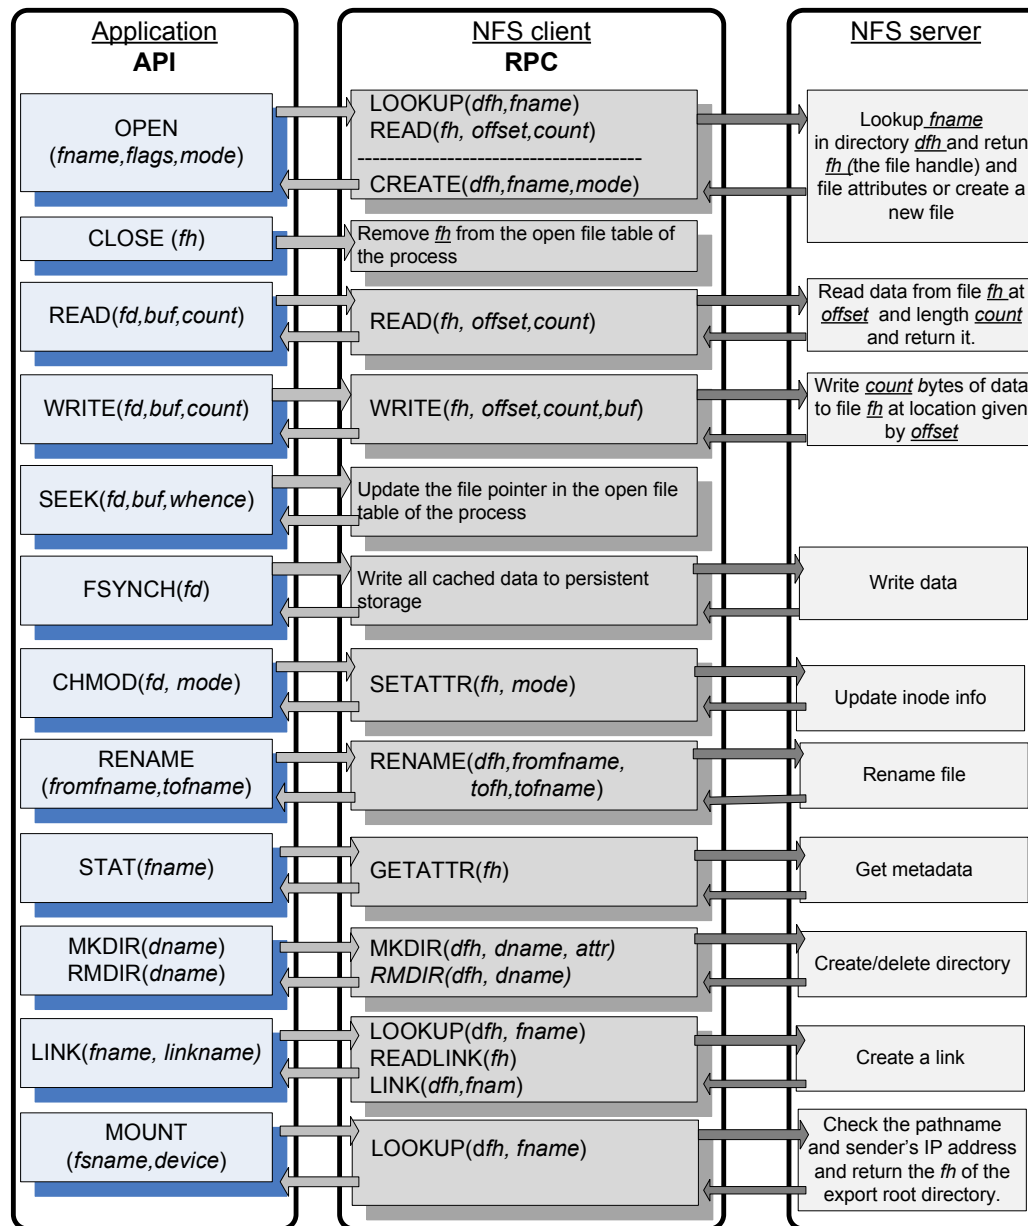 Application
API
NFS client
RPC
NFS server
OPEN
(fname,flags,mode)
LOOKUP(dfh,fname)
READ(fh, offset,count)
--------------------------------------
CREATE(dfh,fname,mode)
Lookup fname
in directory dfh and retun
fh (the file handle) and
file attributes or create a
new file
CLOSE (fh)
Remove fh from the open file table of
the process
READ(fd,buf,count)
READ(fh, offset,count)
Read data from file fh at
offset and length count
and return it.
WRITE(fd,buf,count)
WRITE(fh, offset,count,buf)
Write count bytes of data
to file fh at location given
by offset
SEEK(fd,buf,whence)
Update the file pointer in the open file
table of the process
FSYNCH(fd)
Write all cached data to persistent
storage
Write data
CHMOD(fd, mode)
SETATTR(fh, mode)
Update inode info
RENAME
(fromfname,tofname)
RENAME(dfh,fromfname,
tofh,tofname)
Rename file
STAT(fname)
GETATTR(fh)
Get metadata
MKDIR(dname)
RMDIR(dname)
MKDIR(dfh, dname, attr)
RMDIR(dfh, dname)
Create/delete directory
LINK(fname, linkname)
LOOKUP(dfh, fname)
READLINK(fh)
LINK(dfh,fnam)
Create a link
MOUNT
(fsname,device)
LOOKUP(dfh, fname)
Check the pathname
and sender's IP address
and return the fh of the
export root directory.